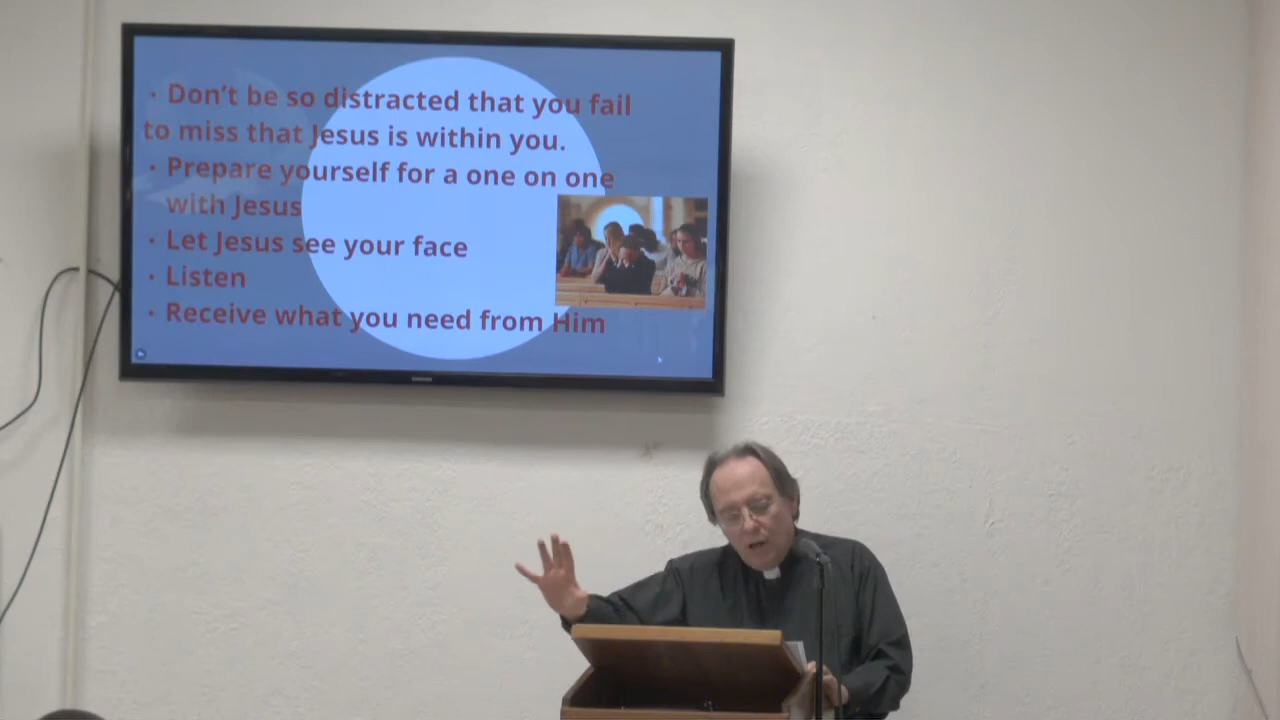 · Don't be so distracted that you fail
to miss that Jesus is within you.
· Prepare yourself for a one on one
with Jesus
· Let Jesus see your face
· Listen
· Receive what you need from Him